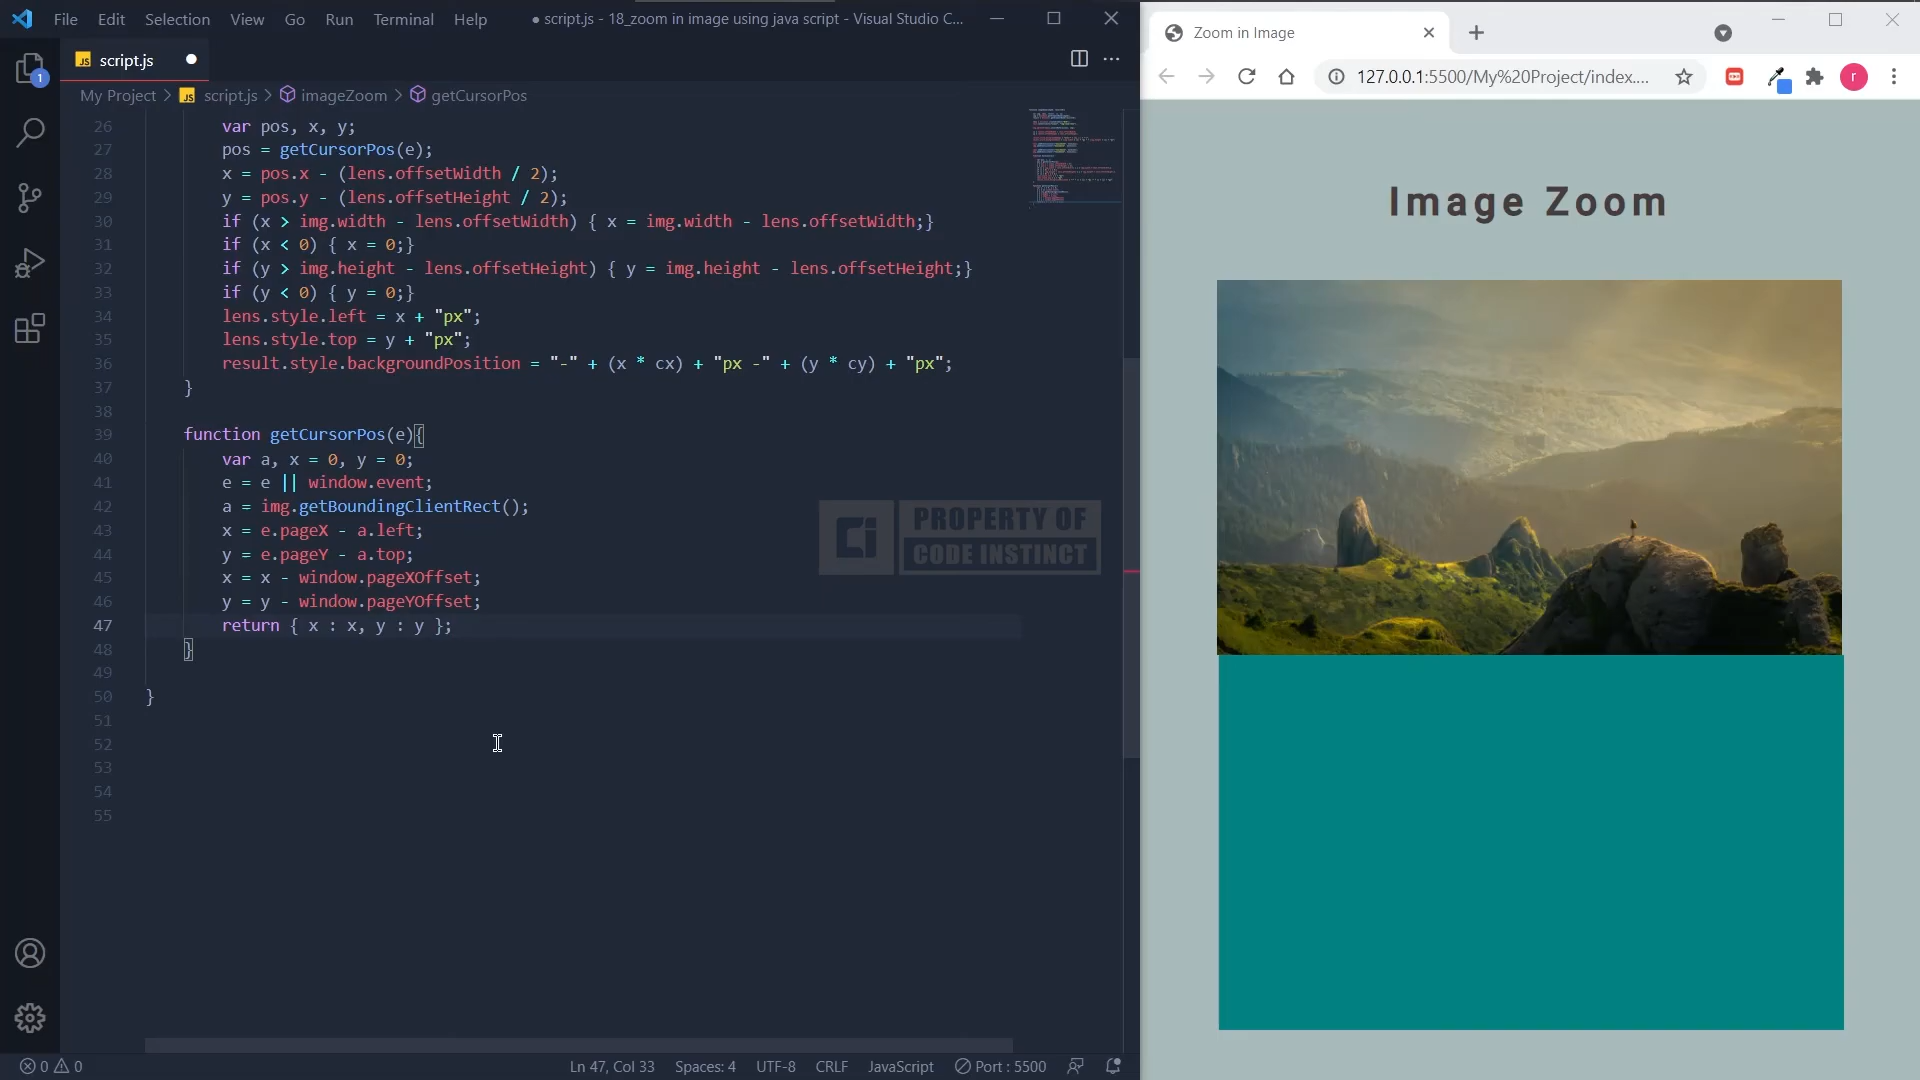 File Edit Selection View Go Run Terminal Help
● script.js - 18_zoom in image using java script - Visual Studio C...
JS script.js
My Project > JS script.js > imageZoom > getCursorPos
1
26 var pos, x, y;
27 pos = getCursorPos(e);
28 x = pos.x - (lens.offsetWidth / 2);
29 y = pos.y - (lens.offsetHeight / 2);
30 if (x > img.width - lens.offsetWidth) { x = img.width - lens.offsetWidth;}
31 if (x < 0) { x = 0;}
32 if (y > img.height - lens.offsetHeight) { y = img.height - lens.offsetHeight;}
33 if (y < 0) { y = 0;}
34 lens.style.left = x + "px";
35 lens.style.top = y + "px";
36 result.style.backgroundPosition = "-" + (x * cx) + "px -" + (y * cy) + "px";
37 }
38
39 function getCursorPos(e){
40 var a, x = 0, y = 0;
41 e = e || window.event;
42 a = img.getBoundingClientRect();
43 x = e.pageX - a.left;
44 y = e.pageY - a.top;
45 x = x - window.pageXOffset;
46 y = y - window.pageYOffset;
47 return { x : x, y : y };
48 }
49
50 }
51
52
53
54
55
PROPERTY OF
CODE INSTINCT
0 0
Ln 47, Col 33 Spaces: 4 UTF-8 CRLF JavaScript Port : 5500
Zoom in Image
127.0.0.1:5500/My%20Project/index....
r
Image Zoom